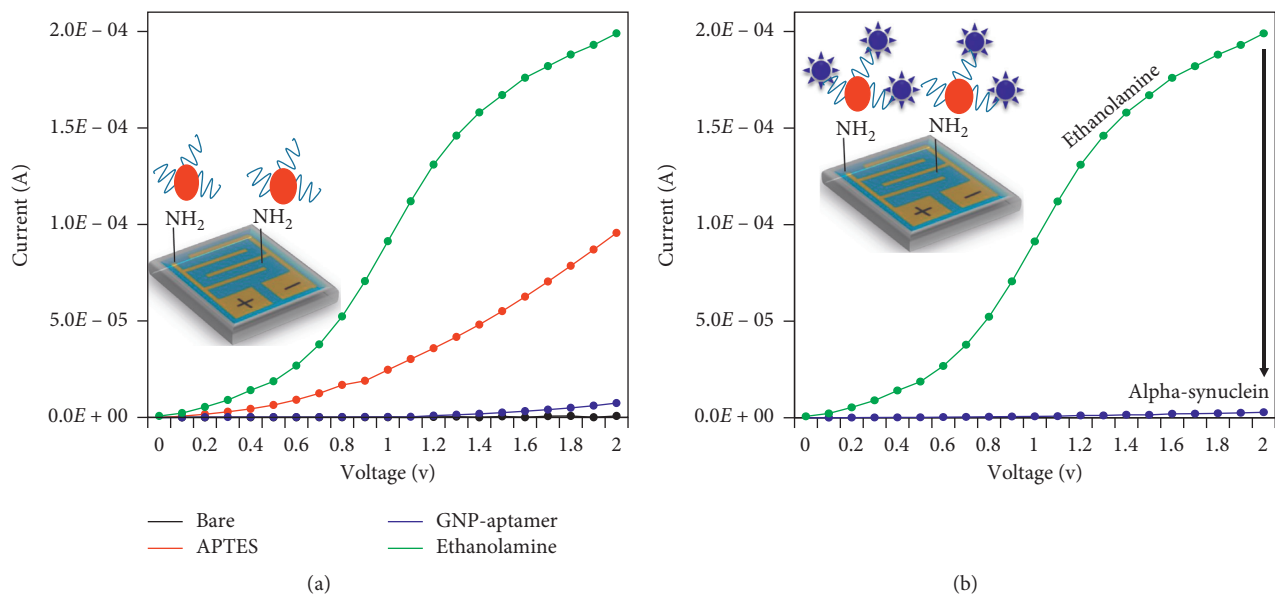 2.0E – 04
1.5E – 04
1.0E – 04
5.0E – 05
0.0E + 00
Current (A)
NH2
NH2
+
–
0 0.2 0.4 0.6 0.8 1 1.2 1.4 1.6 1.8 2
Voltage (v)
Bare
APTES
GNP-aptamer
Ethanolamine
(a)
2.0E – 04
1.5E – 04
1.0E – 04
5.0E – 05
0.0E + 00
Current (A)
NH2
NH2
+
–
Ethanolamine
Alpha-synuclein
0 0.2 0.4 0.6 0.8 1 1.2 1.4 1.6 1.8 2
Voltage (v)
(b)